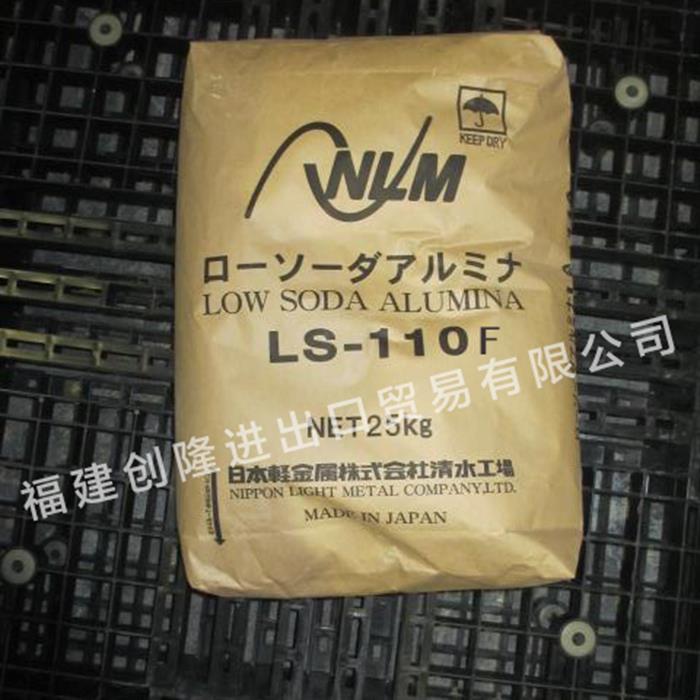 KEEP DRY
NLM
ローソーダアルミナ
LOW SODA ALUMINA
LS-110F
NET25kg
日本軽金属株式会社清水工場
NIPPON LIGHT METAL COMPANY,LTD.
MADE IN JAPAN
福建创隆进出口贸易有限公司